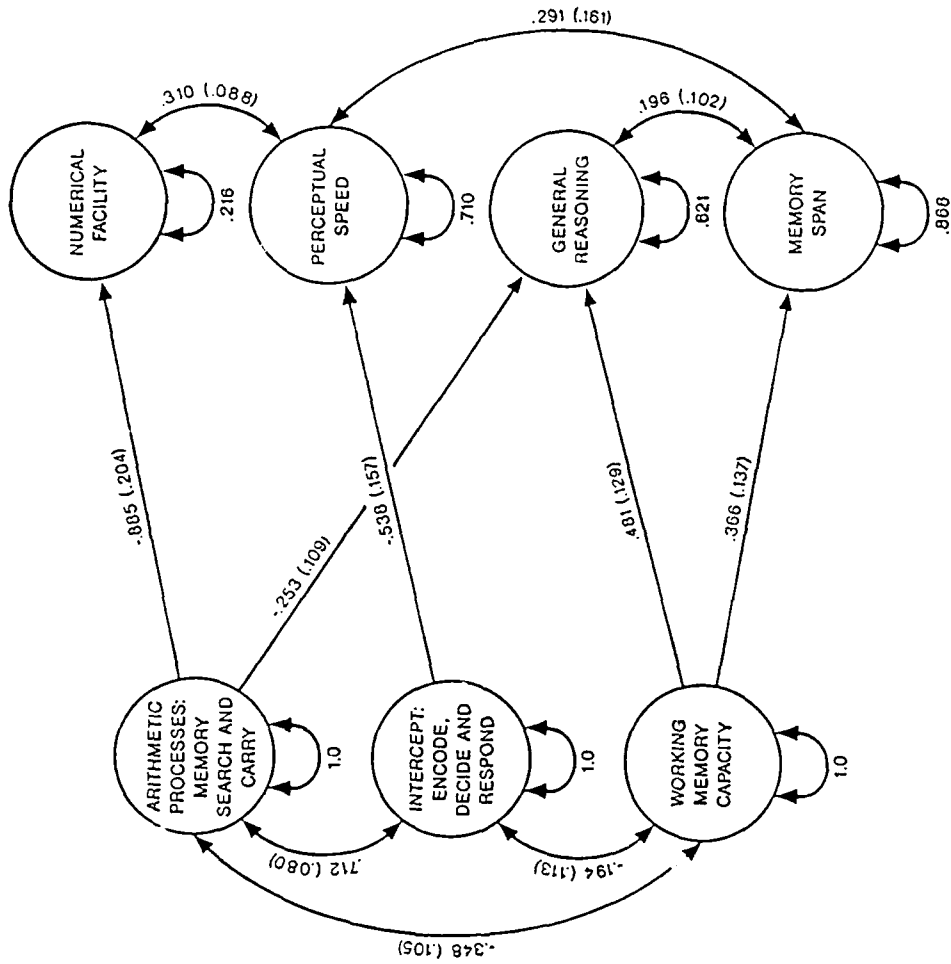 .291 (.161)
.310 (.088)
NUMERICAL
FACILITY
.216
PERCEPTUAL
SPEED
.710
.196 (.102)
GENERAL
REASONING
.621
MEMORY
SPAN
.866
-.885 (.204)
-.253 (.109)
-.538 (.157)
.481 (.129)
.366 (.137)
ARITHMETIC
PROCESSES:
MEMORY
SEARCH AND
CARRY
1.0
INTERCEPT:
ENCODE,
DECIDE AND
RESPOND
1.0
WORKING
MEMORY
CAPACITY
1.0
.712 (.080)
-.194 (.113)
-.348 (.105)